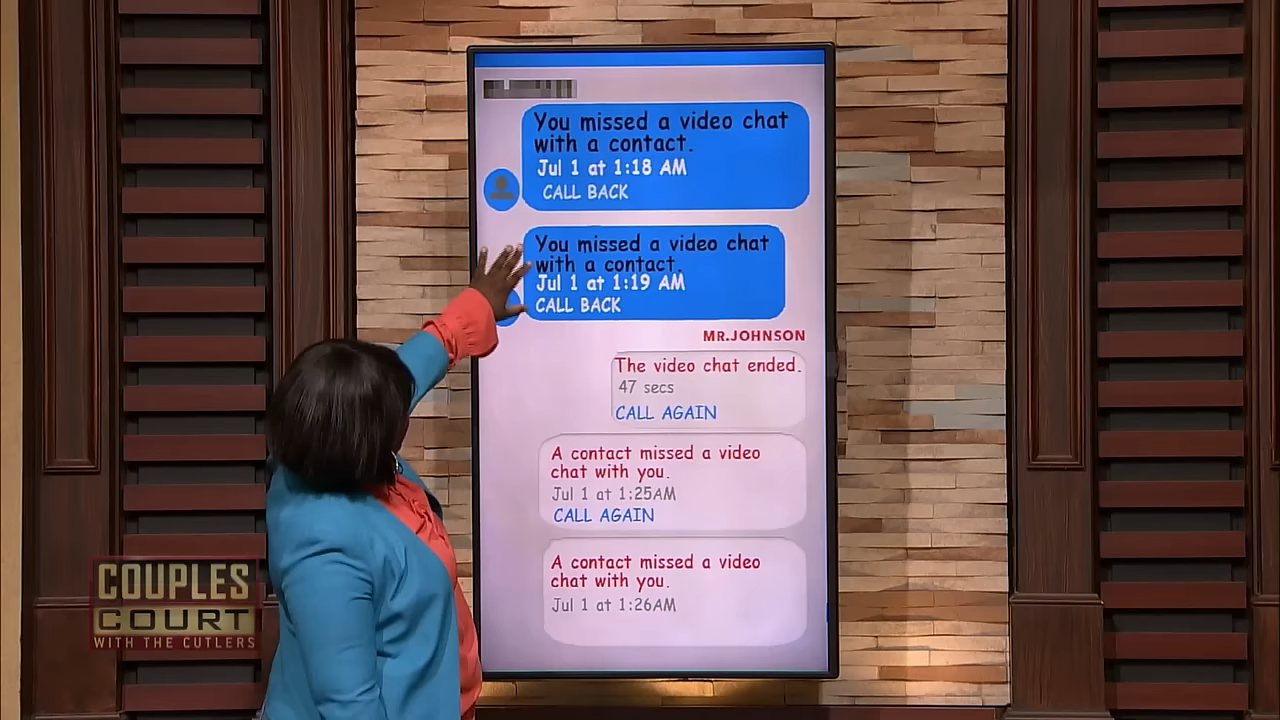 You missed a video chat
with a contact.
Jul 1 at 1:18 AM
CALL BACK
You missed a video chat
with a contact.
Jul 1 at 1:19 AM
CALL BACK
MR.JOHNSON
The video chat ended.
47 secs
CALL AGAIN
A contact missed a video
chat with you.
Jul 1 at 1:25AM
CALL AGAIN
A contact missed a video
chat with you.
Jul 1 at 1:26AM
COUPLES
COURT
WITH THE CUTLERS